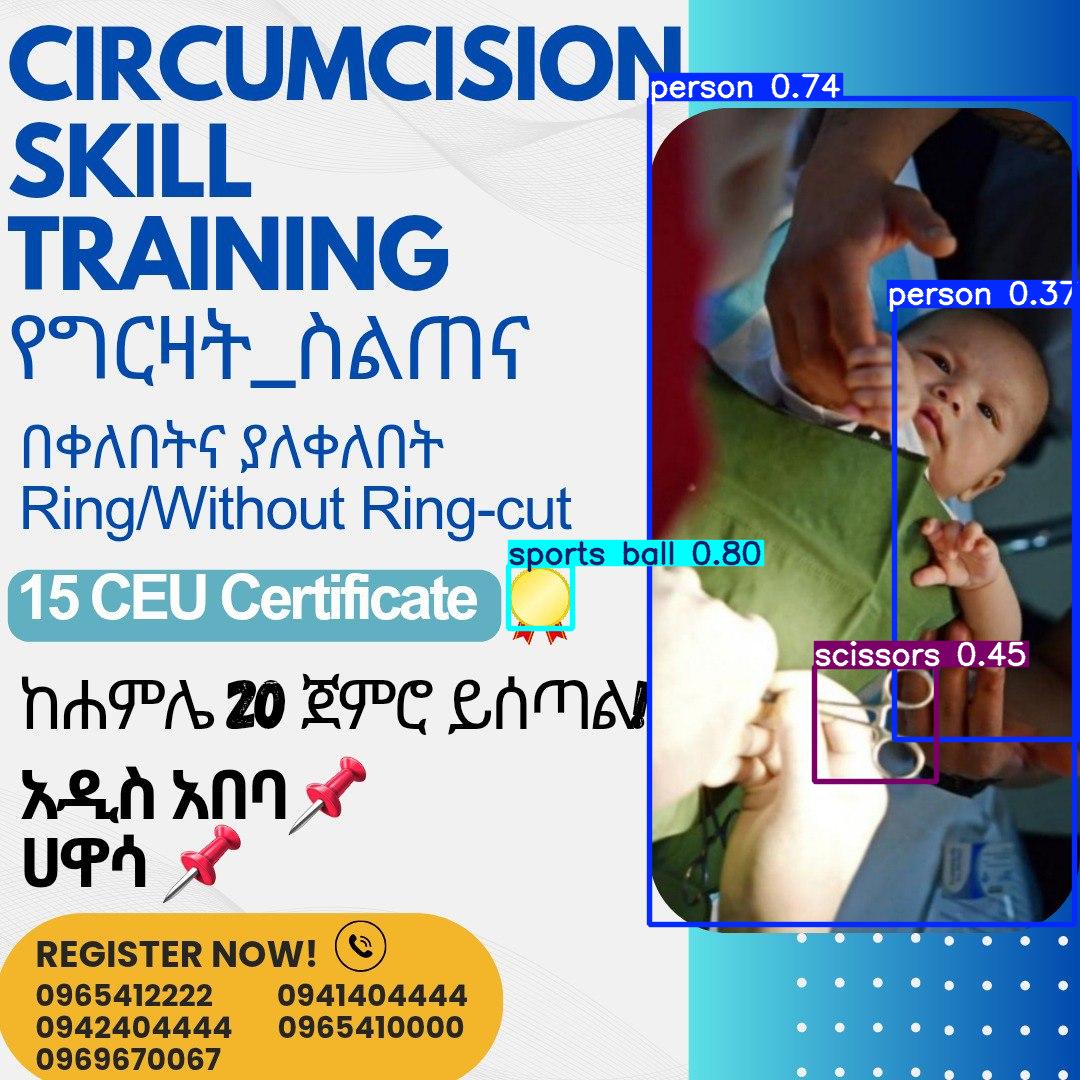 CIRCUMCISION
SKILL
TRAINING
የግርዛት_ስልጠና
በቀለበትና ያለቀለበት
Ring/Without Ring-cut
15 CEU Certificate
ከሐምሌ 20 ጀምሮ ይሰጣል!
አዲስ አበባ
ሀዋሳ
REGISTER NOW!
0965412222 0941404444
0942404444 0965410000
0969670067
person 0.74
person 0.37
sports ball 0.80
scissors 0.45